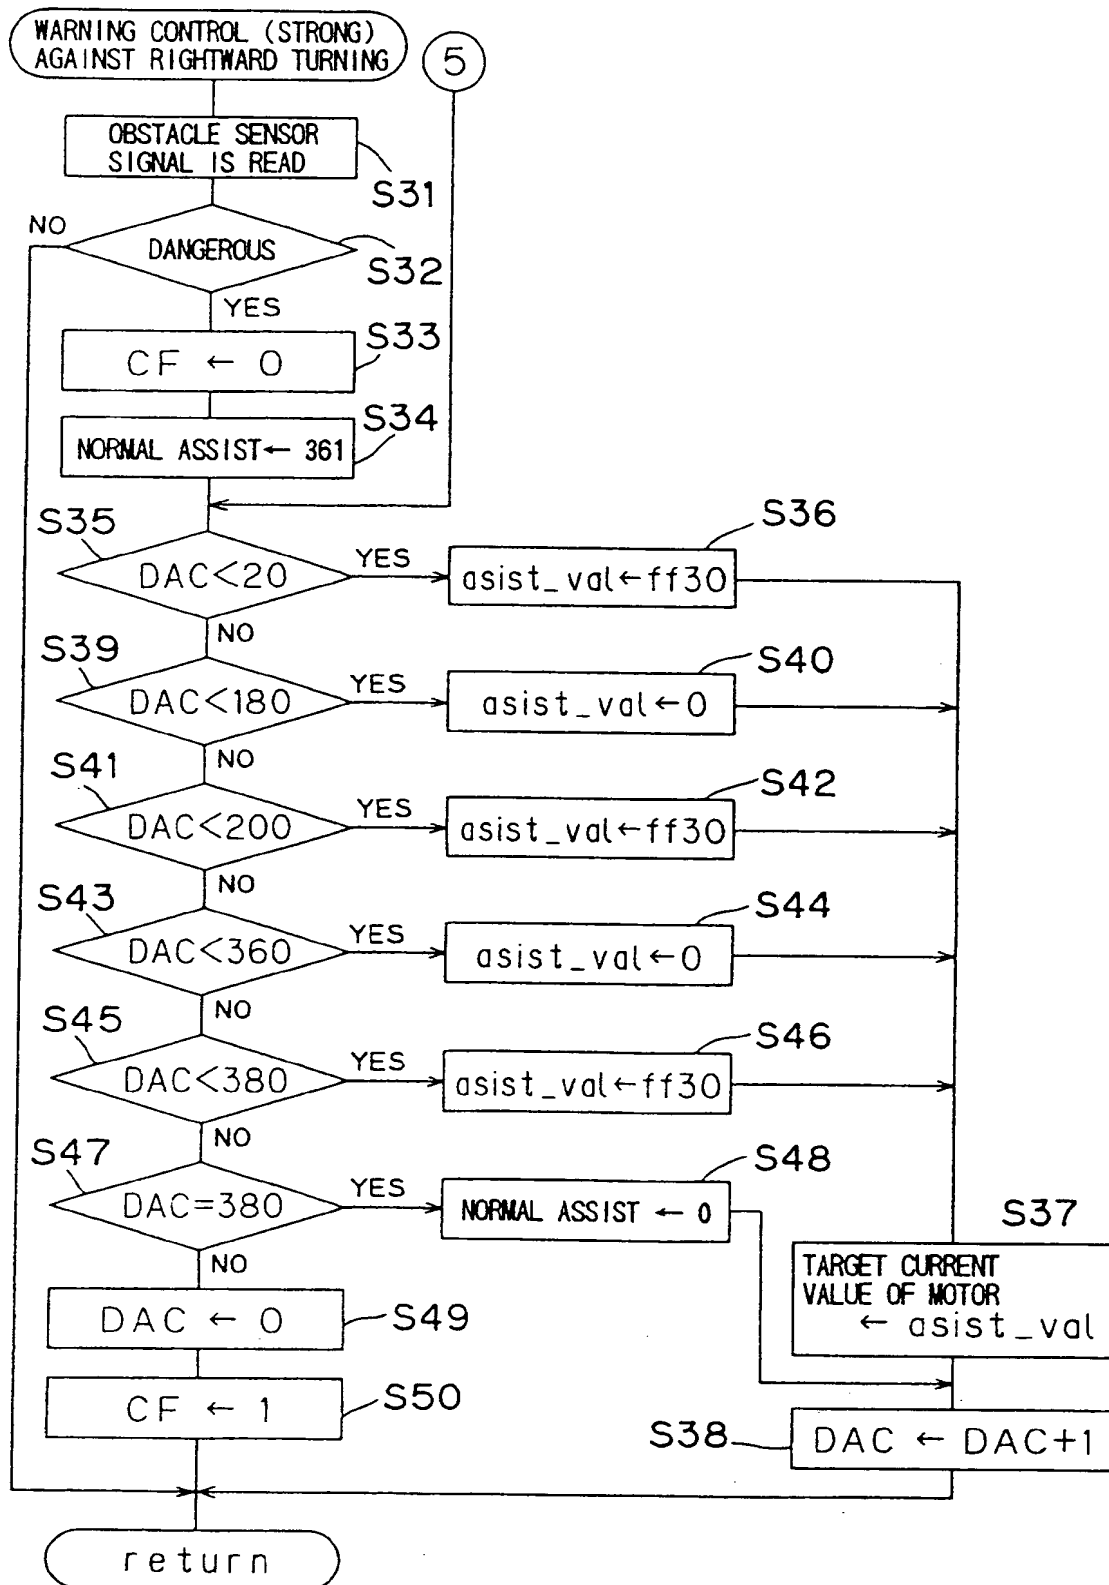 WARNING CONTROL (STRONG)
AGAINST RIGHTWARD TURNING
5
OBSTACLE SENSOR
SIGNAL IS READ
S31
NO
DANGEROUS
S32
YES
S33
CF ← 0
S34
NORMAL ASSIST ← 361
S35
DAC<20
YES
S36
asist_val←ff30
NO
S39
DAC<180
YES
S40
asist_val←0
NO
S41
DAC<200
YES
S42
asist_val←ff30
NO
S43
DAC<360
YES
S44
asist_val←0
NO
S45
DAC<380
YES
S46
asist_val←ff30
NO
S47
DAC=380
YES
S48
NORMAL ASSIST ← 0
S37
TARGET CURRENT
VALUE OF MOTOR
← asist_val
NO
DAC ← 0
S49
CF ← 1
S50
S38
DAC ← DAC+1
return